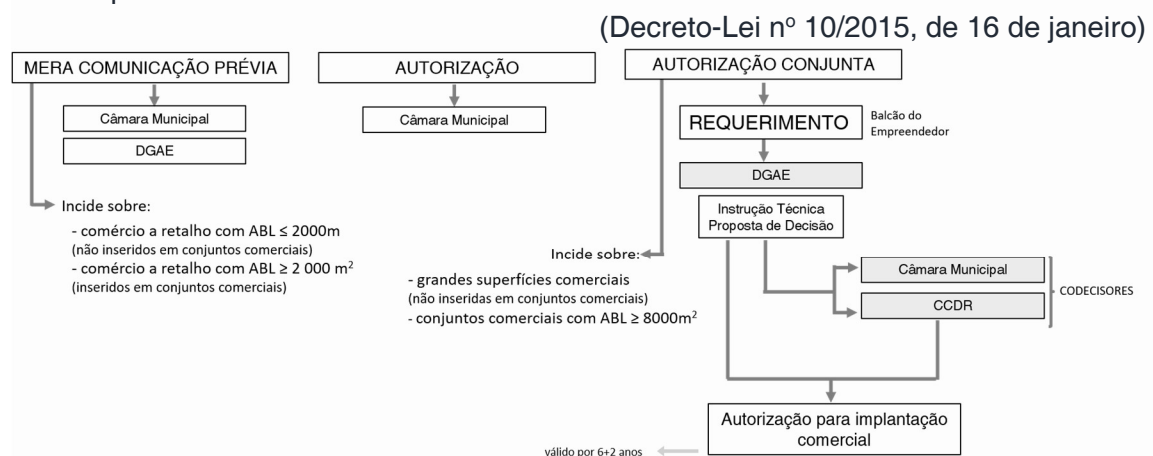 (Decreto-Lei nº 10/2015, de 16 de janeiro)
MERA COMUNICAÇÃO PRÉVIA
Câmara Municipal
DGAE
Incide sobre:
- comércio a retalho com ABL ≤ 2000m
(não inseridos em conjuntos comerciais)
- comércio a retalho com ABL ≥ 2 000 m²
(inseridos em conjuntos comerciais)
AUTORIZAÇÃO
Câmara Municipal
AUTORIZAÇÃO CONJUNTA
REQUERIMENTO
Balcão do
Empreendedor
DGAE
Instrução Técnica
Proposta de Decisão
Incide sobre:
- grandes superfícies comerciais
(não inseridas em conjuntos comerciais)
- conjuntos comerciais com ABL ≥ 8000m²
Câmara Municipal
CCDR
CODECISORES
Autorização para implantação
comercial
válido por 6+2 anos